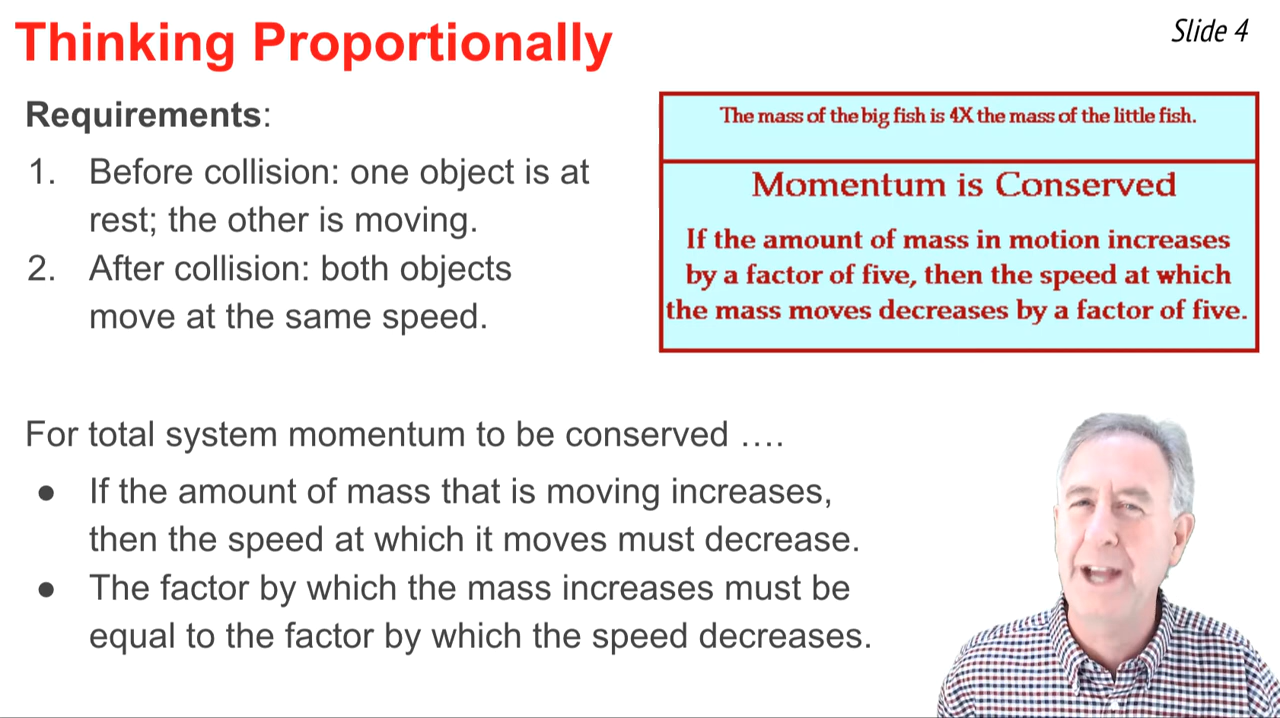 Thinking Proportionally
Slide 4
Requirements:
1. Before collision: one object is at
rest; the other is moving.
2. After collision: both objects
move at the same speed.
The mass of the big fish is 4X the mass of the little fish.
Momentum is Conserved
If the amount of mass in motion increases
by a factor of five, then the speed at which
the mass moves decreases by a factor of five.
For total system momentum to be conserved ….
● If the amount of mass that is moving increases,
then the speed at which it moves must decrease.
● The factor by which the mass increases must be
equal to the factor by which the speed decreases.